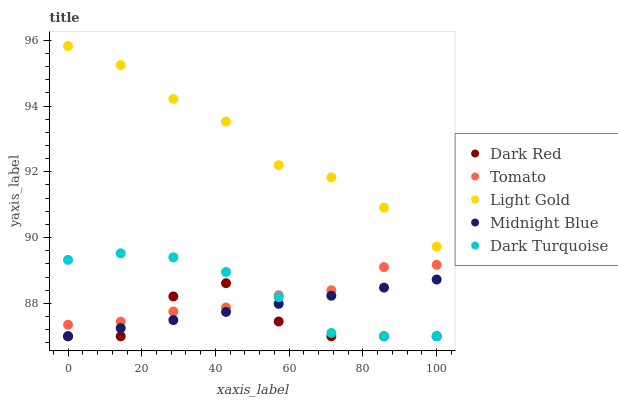 title
96
94
92
90
88
0
20
40
60
80
100
xaxis_label
yaxis_label
Dark Red
Tomato
Light Gold
Midnight Blue
Dark Turquoise